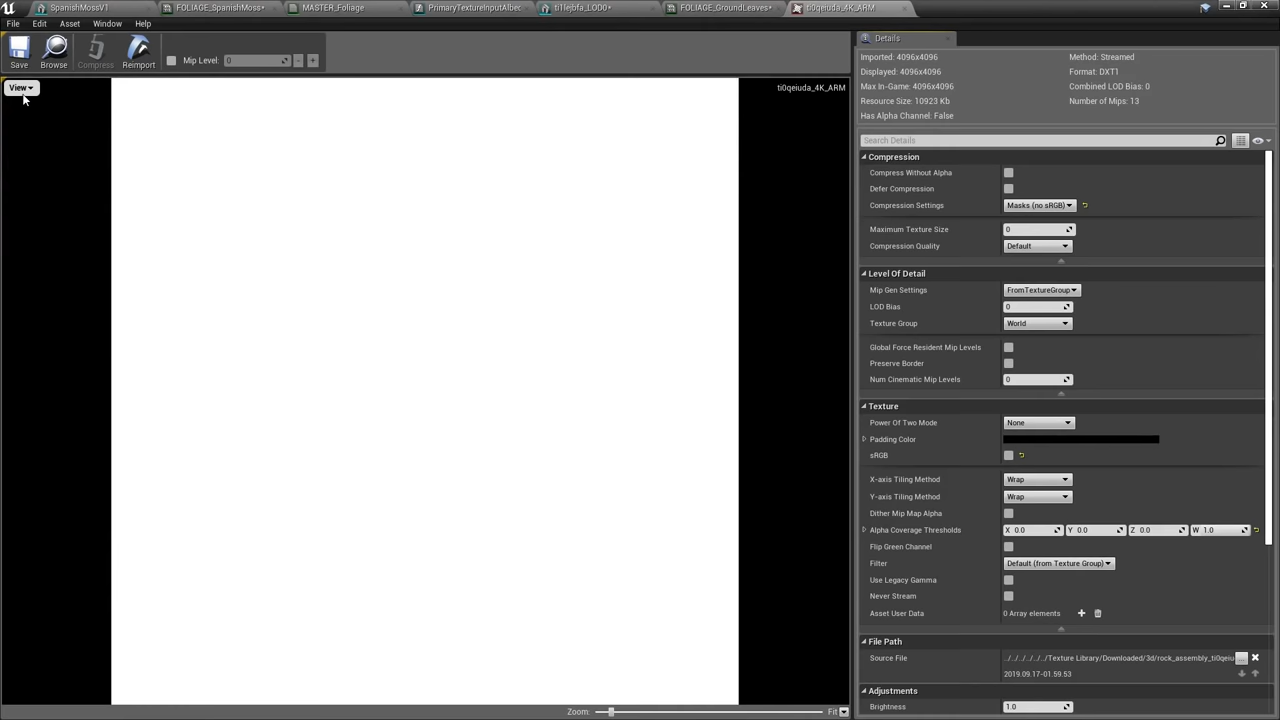 SpanishMossV1
FOLIAGE_SpanishMoss*
MASTER_Foliage
PrimaryTextureInputAlbec
ti1lejbfa_LOD0*
FOLIAGE_GroundLeaves*
ti0qeiuda_4K_ARM
File Edit Asset Window Help
Save Browse Compress Reimport
Mip Level: 0 - +
View
ti0qeiuda_4K_ARM
Zoom: Fit
Details
Imported: 4096x4096 Method: Streamed
Displayed: 4096x4096 Format: DXT1
Max In-Game: 4096x4096 Combined LOD Bias: 0
Resource Size: 10923 Kb Number of Mips: 13
Has Alpha Channel: False
Search Details
Compression
Compress Without Alpha
Defer Compression
Compression Settings Masks (no sRGB)
Maximum Texture Size 0
Compression Quality Default
Level Of Detail
Mip Gen Settings FromTextureGroup
LOD Bias 0
Texture Group World
Global Force Resident Mip Levels
Preserve Border
Num Cinematic Mip Levels 0
Texture
Power Of Two Mode None
Padding Color
sRGB
X-axis Tiling Method Wrap
Y-axis Tiling Method Wrap
Dither Mip Map Alpha
Alpha Coverage Thresholds X 0.0 Y 0.0 Z 0.0 W 1.0
Flip Green Channel
Filter Default (from Texture Group)
Use Legacy Gamma
Never Stream
Asset User Data 0 Array elements
File Path
Source File ../../../../../Texture Library/Downloaded/3d/rock_assembly_ti0qeiu ...
2019.09.17-01.59.53
Adjustments
Brightness 1.0